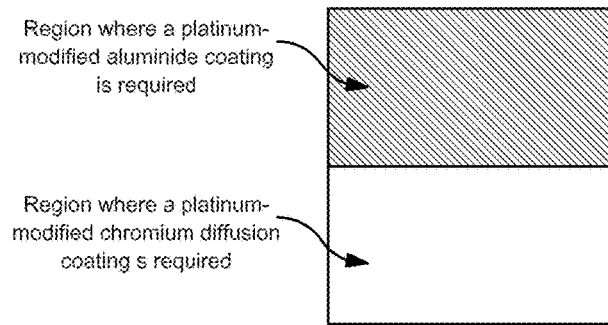 Region where a platinum-
modified aluminide coating
is required
Region where a platinum-
modified chromium diffusion
coating s required